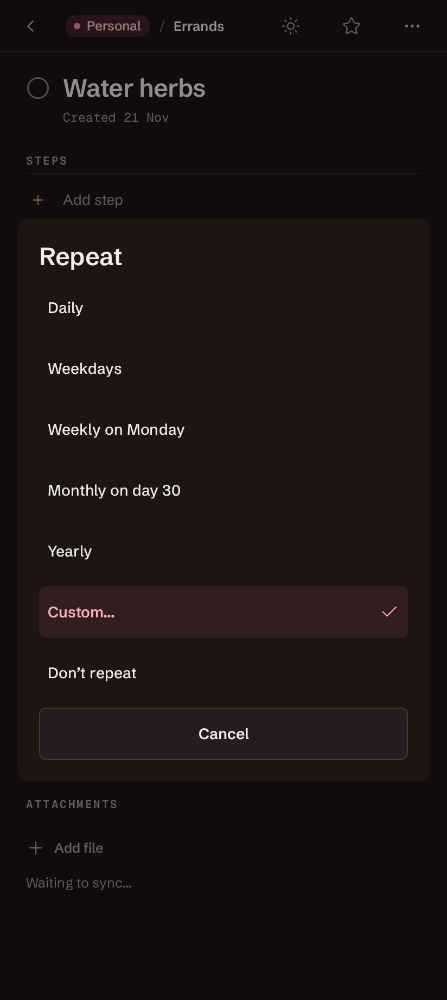 Personal / Errands
Water herbs
Created 21 Nov
STEPS
Add step
Repeat
Daily
Weekdays
Weekly on Monday
Monthly on day 30
Yearly
Custom…
Don’t repeat
Cancel
ATTACHMENTS
Add file
Waiting to sync…